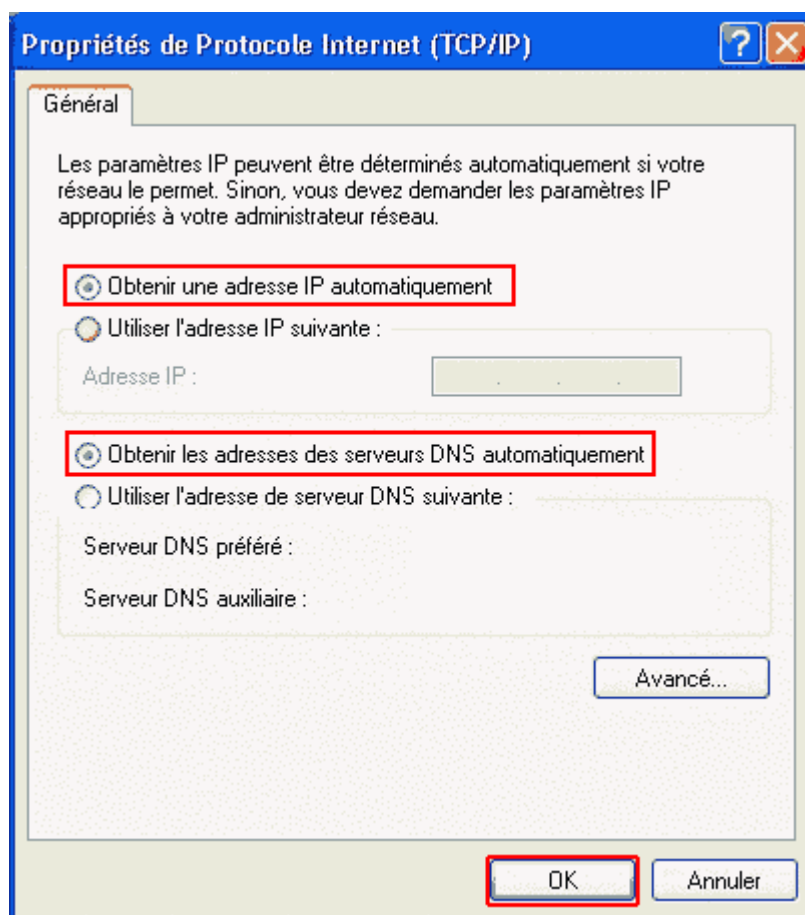 Propriétés de Protocole Internet (TCP/IP)
Général
Les paramètres IP peuvent être déterminés automatiquement si votre
réseau le permet. Sinon, vous devez demander les paramètres IP
appropriés à votre administrateur réseau.
Obtenir une adresse IP automatiquement
Utiliser l'adresse IP suivante :
Adresse IP :
Obtenir les adresses des serveurs DNS automatiquement
Utiliser l'adresse de serveur DNS suivante :
Serveur DNS préféré :
Serveur DNS auxiliaire :
Avancé...
OK
Annuler